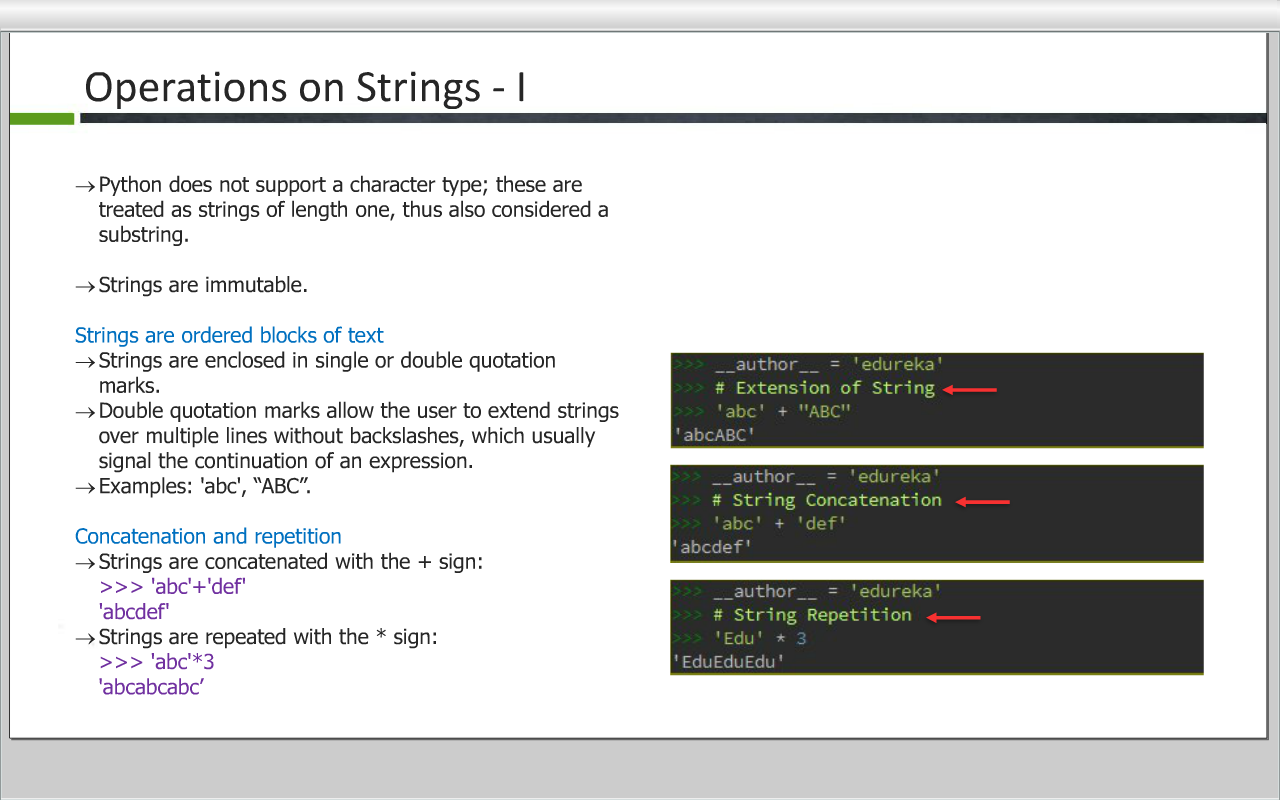 Operations on Strings - I
→Python does not support a character type; these are
treated as strings of length one, thus also considered a
substring.
→Strings are immutable.
Strings are ordered blocks of text
→Strings are enclosed in single or double quotation
marks.
→Double quotation marks allow the user to extend strings
over multiple lines without backslashes, which usually
signal the continuation of an expression.
→Examples: 'abc', “ABC”.
Concatenation and repetition
→Strings are concatenated with the + sign:
>>> 'abc'+'def'
'abcdef'
→Strings are repeated with the * sign:
>>> 'abc'*3
'abcabcabc’
>>> __author__ = 'edureka'
>>> # Extension of String
>>> 'abc' + "ABC"
'abcABC'
>>> __author__ = 'edureka'
>>> # String Concatenation
>>> 'abc' + 'def'
'abcdef'
>>> __author__ = 'edureka'
>>> # String Repetition
>>> 'Edu' * 3
'EduEduEdu'